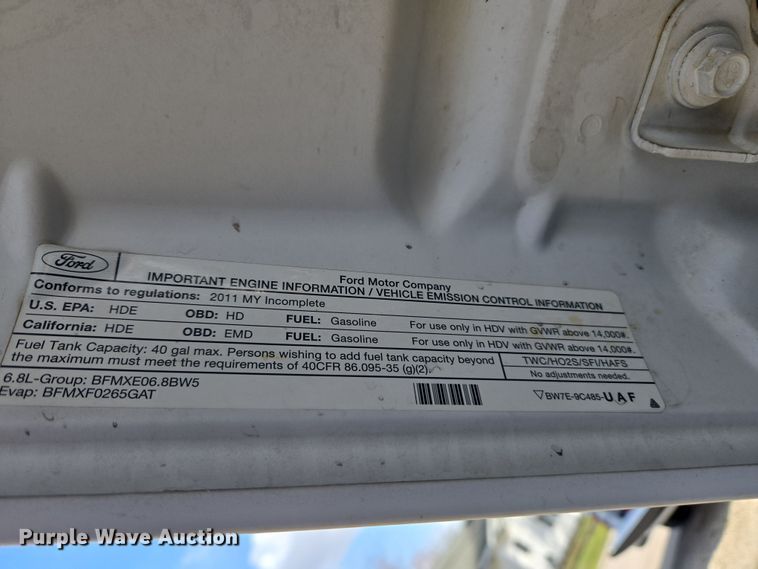 Ford
Ford Motor Company
IMPORTANT ENGINE INFORMATION / VEHICLE EMISSION CONTROL INFORMATION
Conforms to regulations: 2011 MY Incomplete
U.S. EPA: HDE OBD: HD FUEL: Gasoline For use only in HDV with GVWR above 14,000#.
California: HDE OBD: EMD FUEL: Gasoline For use only in HDV with GVWR above 14,000#.
Fuel Tank Capacity: 40 gal max. Persons wishing to add fuel tank capacity beyond
the maximum must meet the requirements of 40CFR 86.095-35 (g)(2).
TWC/HO2S/SFI/HAFS
No adjustments needed.
6.8L-Group: BFMXE06.8BW5
Evap: BFMXF0265GAT
BW7E-9C485-UAF
Purple Wave Auction